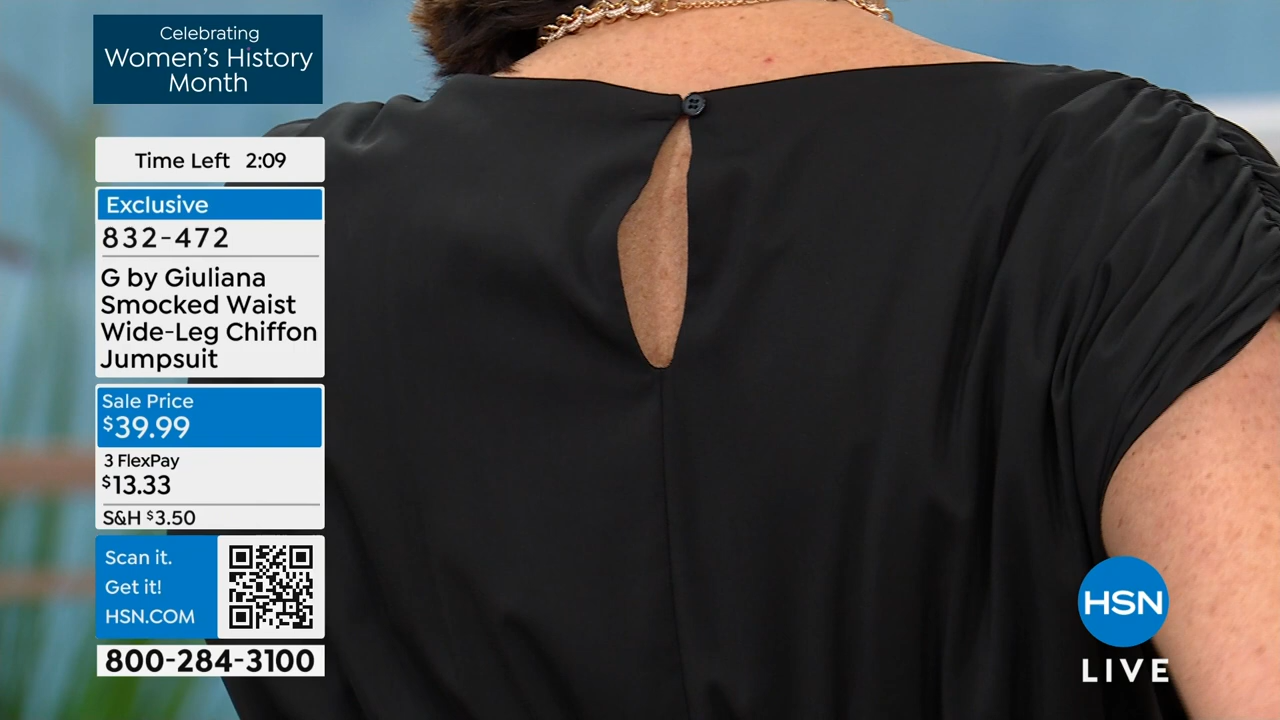 Celebrating
Women's History
Month
Time Left 2:09
Exclusive
832-472
G by Giuliana
Smocked Waist
Wide-Leg Chiffon
Jumpsuit
Sale Price
$39.99
3 FlexPay
$13.33
S&H $3.50
Scan it.
Get it!
HSN.COM
800-284-3100
HSN
LIVE